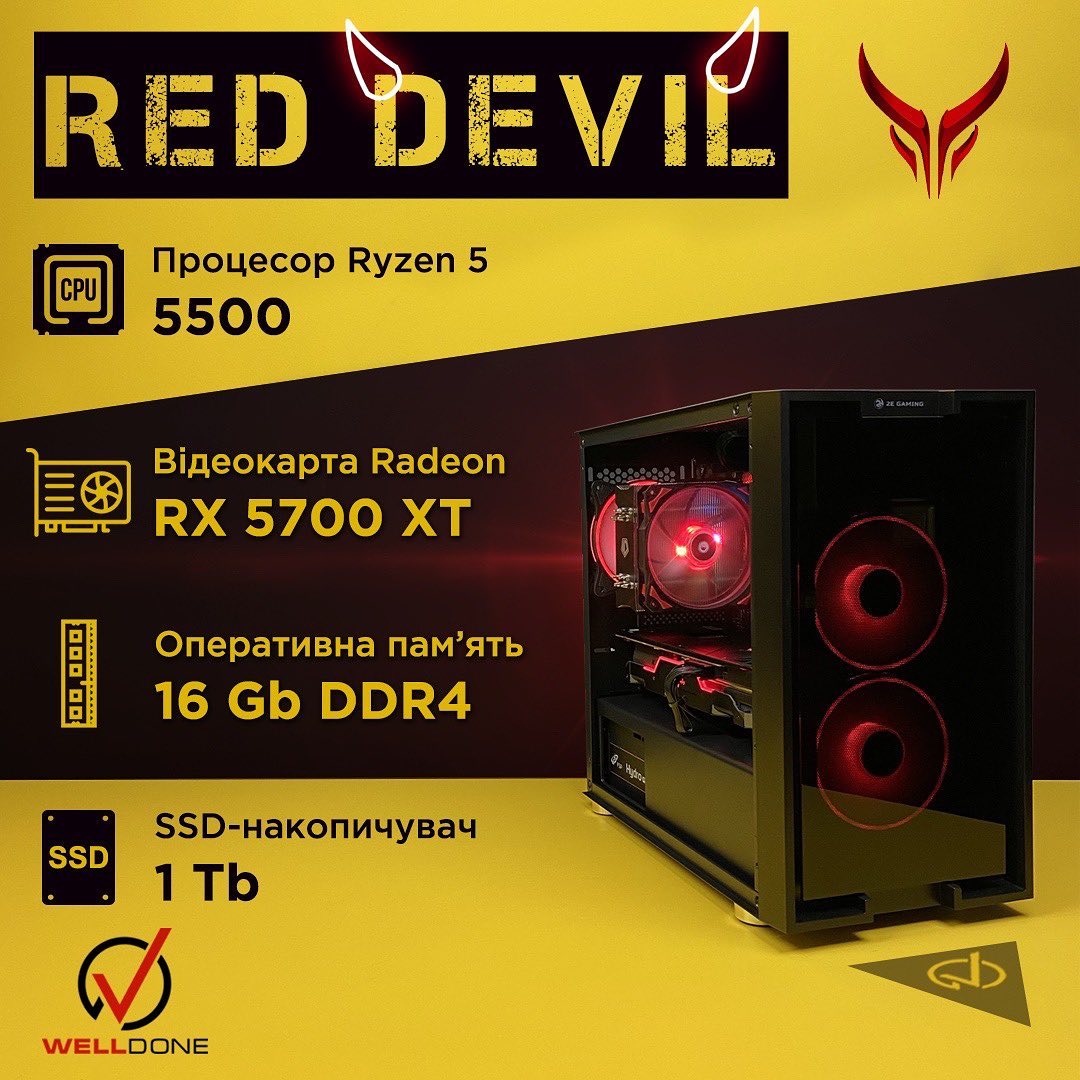 RED DEVIL
CPU
Процесор Ryzen 5
5500
2E GAMING
Відеокарта Radeon
RX 5700 XT
Оперативна пам’ять
16 Gb DDR4
Hydro
SSD
SSD-накопичувач
1 Tb
WELLDONE